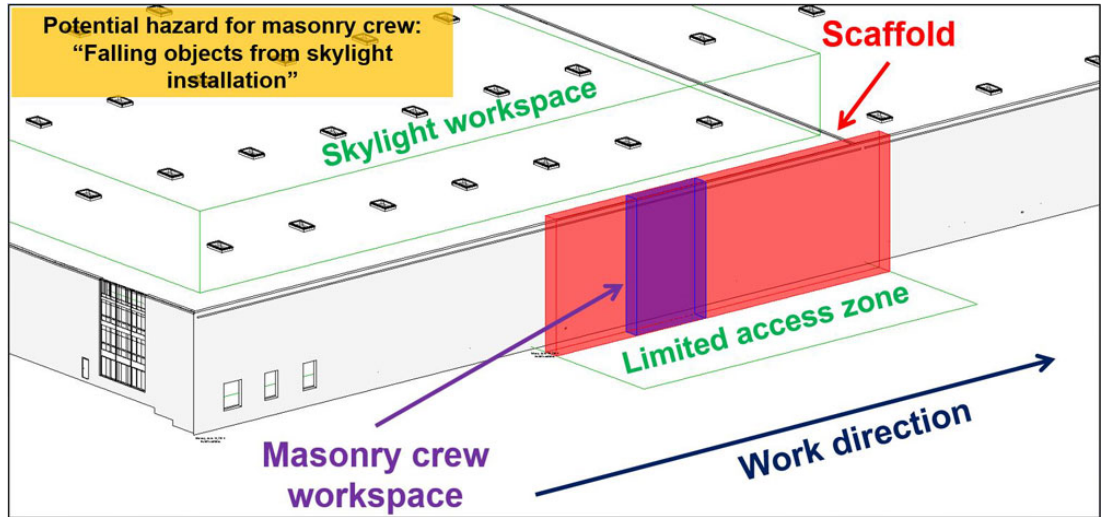 Potential hazard for masonry crew:
“Falling objects from skylight
installation”
Scaffold
Skylight workspace
Limited access zone
Work direction
Masonry crew
workspace